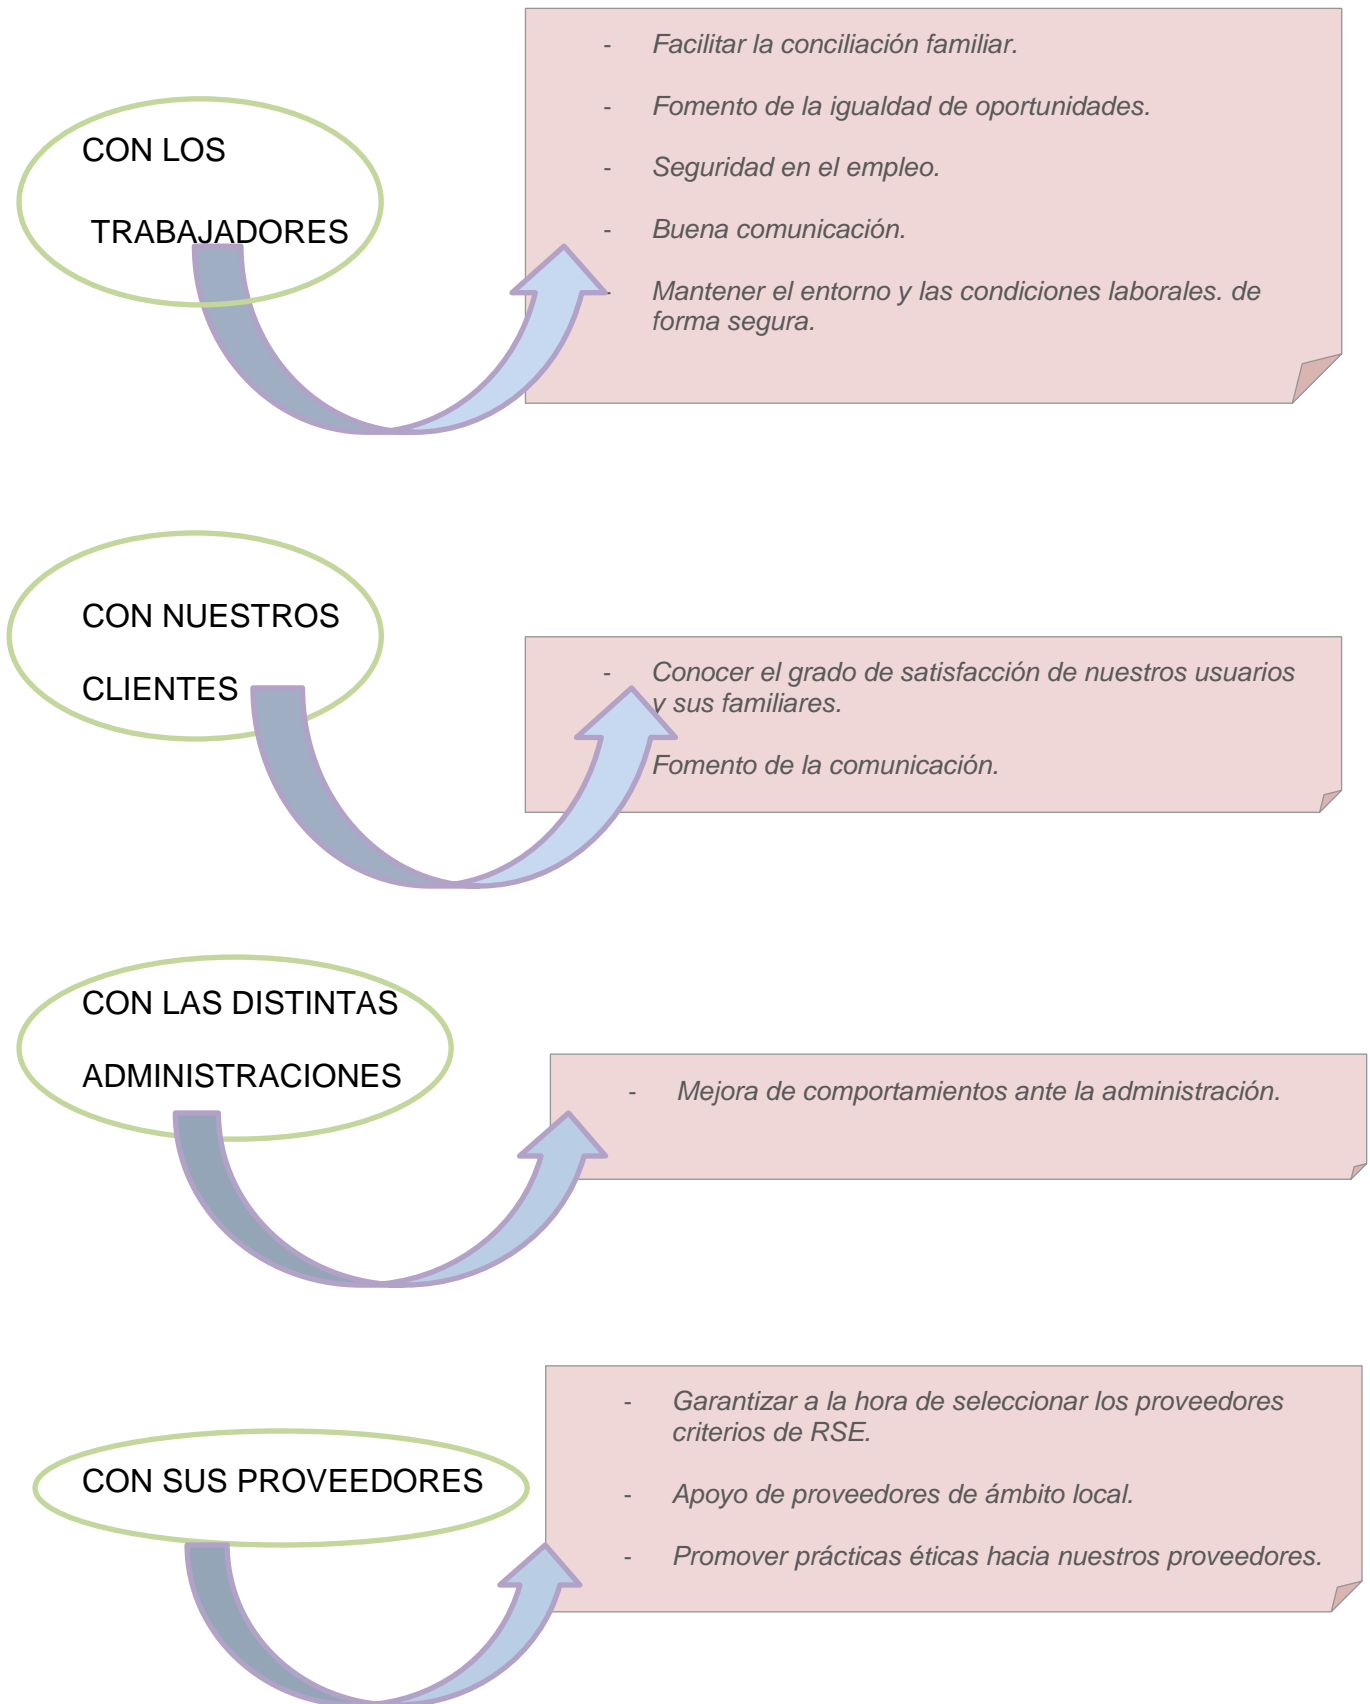 CON LOS
TRABAJADORES
- Facilitar la conciliación familiar.
- Fomento de la igualdad de oportunidades.
- Seguridad en el empleo.
- Buena comunicación.
- Mantener el entorno y las condiciones laborales. de
forma segura.
CON NUESTROS
CLIENTES
- Conocer el grado de satisfacción de nuestros usuarios
y sus familiares.
Fomento de la comunicación.
CON LAS DISTINTAS
ADMINISTRACIONES
- Mejora de comportamientos ante la administración.
CON SUS PROVEEDORES
- Garantizar a la hora de seleccionar los proveedores
criterios de RSE.
- Apoyo de proveedores de ámbito local.
- Promover prácticas éticas hacia nuestros proveedores.